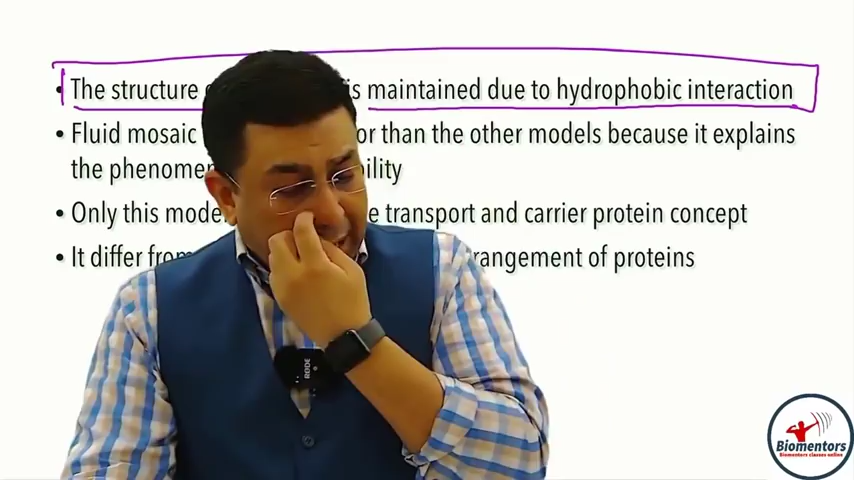 • The structure is maintained due to hydrophobic interaction
• Fluid mosaic or than the other models because it explains
the phenomen bility
• Only this mode e transport and carrier protein concept
• It differ from rangement of proteins
RODE
Biomentors
Biomentors classes online